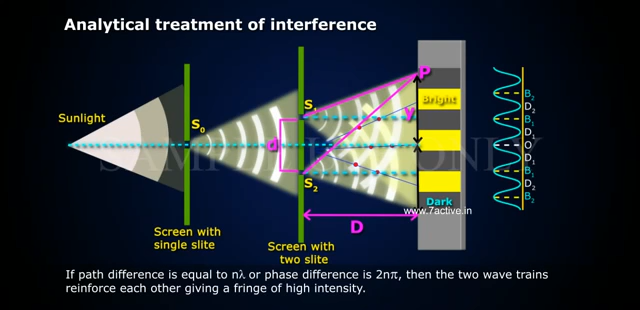 Analytical treatment of interference
Sunlight
S0
S1
S2
d
P
y
D
Bright
Dark
www.7active.in
B2
D2
B1
D1
O
D1
B1
D2
B2
Screen with
single slite
Screen with
two slite
If path difference is equal to nλ or phase difference is 2nπ, then the two wave trains
reinforce each other giving a fringe of high intensity.